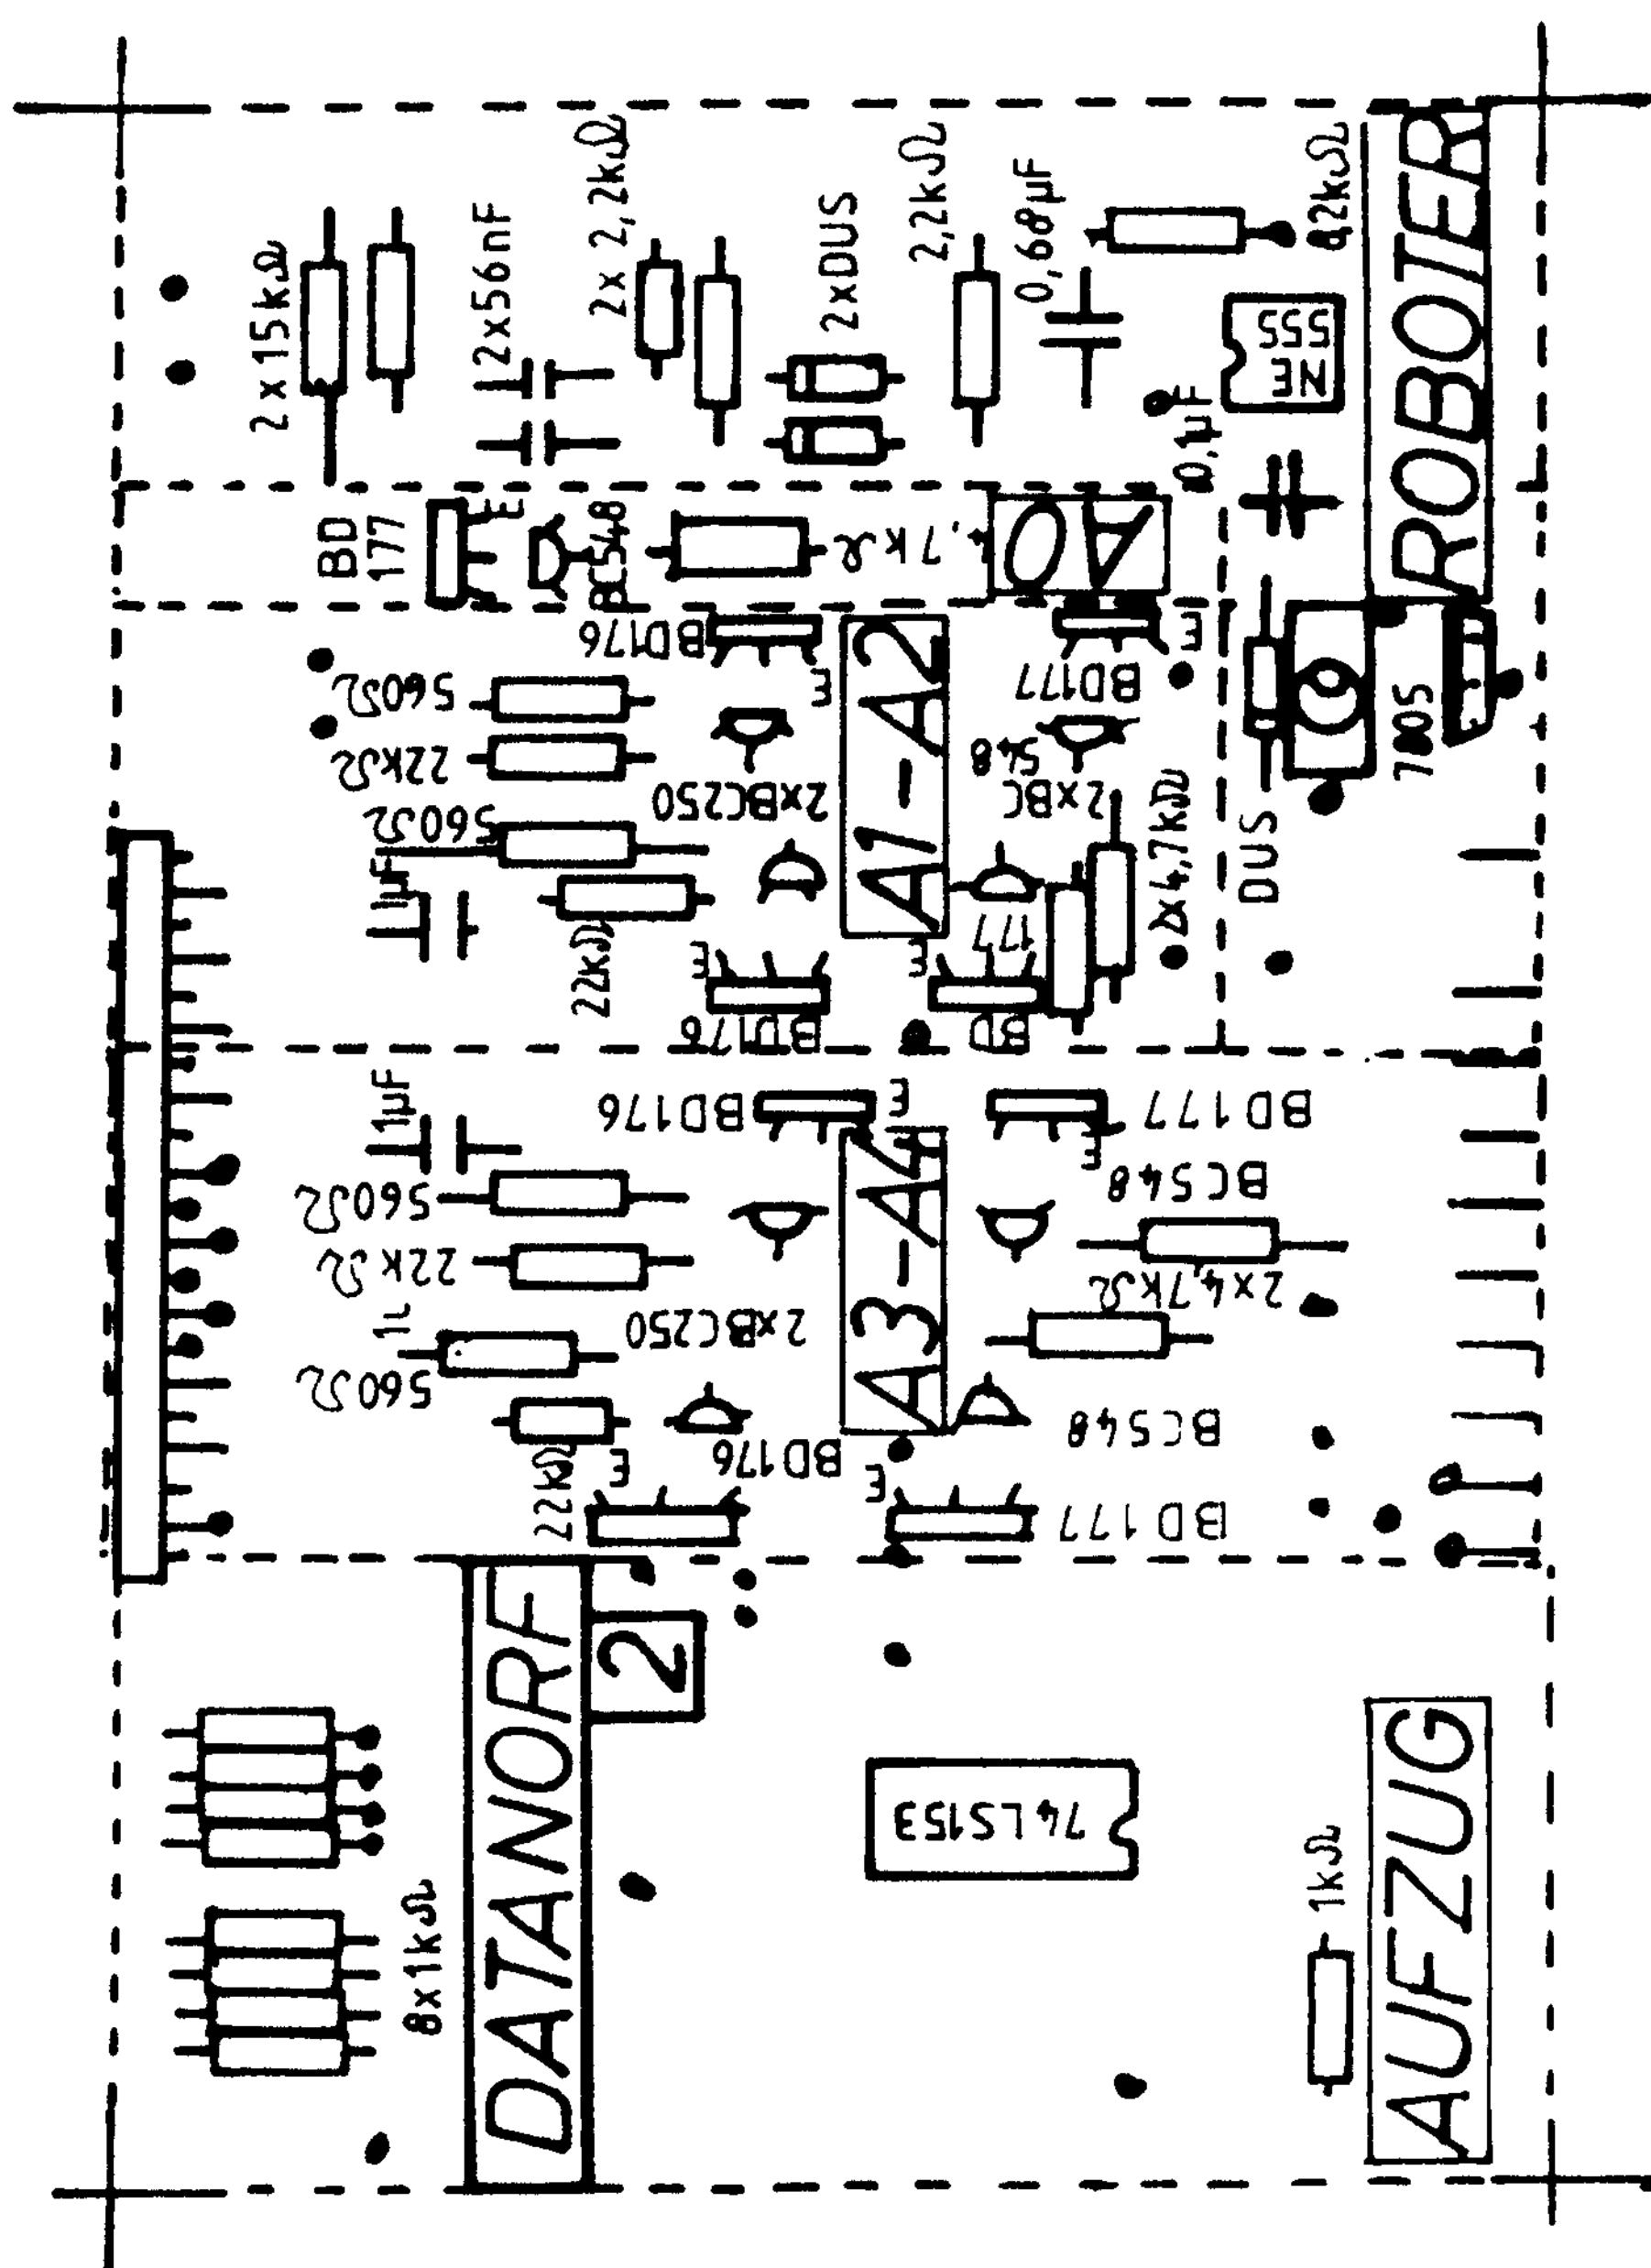 2x15kΩ
2x56nF
2x 2,2kΩ
2xDUS
2,2kΩ
0,68µF
NE
555
0,1µF
ROBOTER
BD
177
E
BC548
4,7kΩ
A0
BD176
E
BD177
E
560Ω
22kΩ
560Ω
1µF
22kΩ
2xBC250
A1-A2
2xBC
548
2x4,7kΩ
DUS
7805
E
BD176
E
BD
177
1µF
BD176
E
BD177
E
560Ω
22kΩ
560Ω
22kΩ
2xBC250
A3-A4
BC548
2x4,7kΩ
BC548
E
BD176
E
BD177
DATANORF
2
8x1kΩ
74LS153
1kΩ
AUFZUG